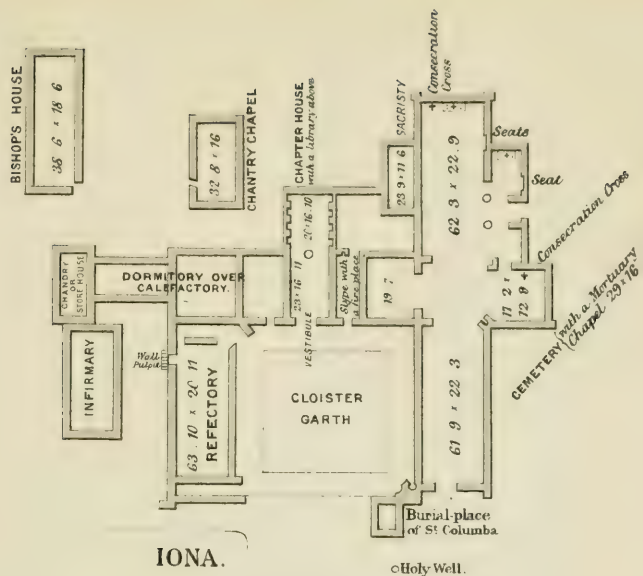 BISHOP'S HOUSE
38 6 × 18 6
32 8 × 16
CHANTRY CHAPEL
CHAPTER HOUSE
with a library above
20·16·10
23×16 11
VESTIBULE
SACRISTY
23 9×11 6
Consecration
Cross
62 3 × 22.9
Seats
Seat
Consecration Cross
CHANDRY
OR
STORE HOUSE
DORMITORY OVER
CALEFACTORY.
Slype with
a fire place
19 7
17 2
12 9
CEMETERY
with a Mortuary
Chapel 29×16
INFIRMARY
Wall
Pulpit
63.10 × 20 11
REFECTORY
CLOISTER
GARTH
61 9 × 22 3
Burial-place
of St Columba
IONA.
Holy Well.